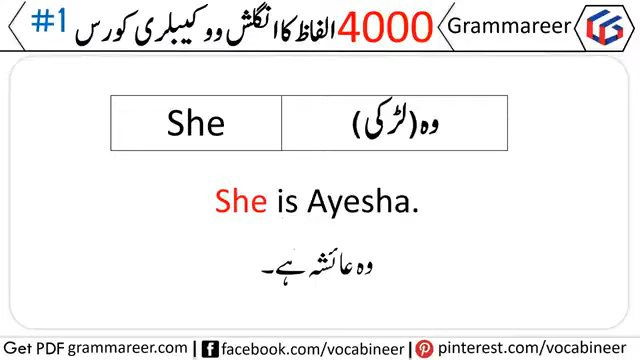 #1 4000 الفاظ کا انگلش ووکیبلری کورس Grammareer
She وہ (لڑکی)
She is Ayesha.
وہ عائشہ ہے۔
Get PDF grammareer.com | facebook.com/vocabineer | pinterest.com/vocabineer